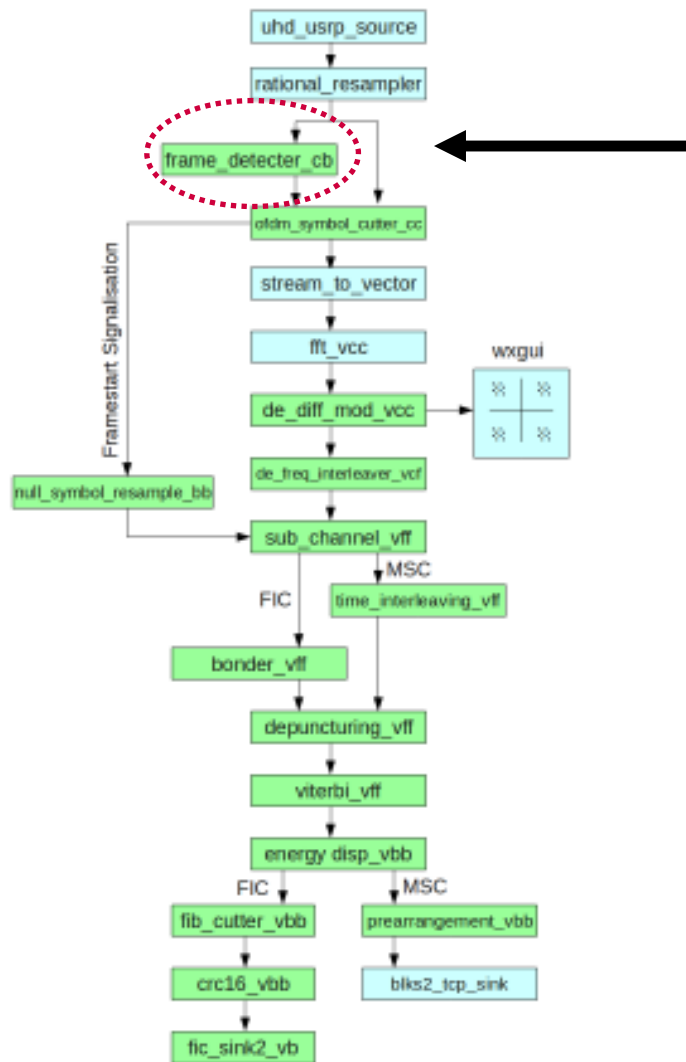 uhd_usrp_source
rational_resampler
frame_detecter_cb
ofdm_symbol_cutter_cc
stream_to_vector
Framestart Signalisation
fft_vcc
wxgui
de_diff_mod_vcc
de_freq_interleaver_vcf
null_symbol_resample_bb
sub_channel_vff
MSC
FIC
time_interleaving_vff
bonder_vff
depuncturing_vff
viterbi_vff
energy disp_vbb
FIC
MSC
fib_cutter_vbb
prearrangement_vbb
crc16_vbb
blks2_tcp_sink
fic_sink2_vb